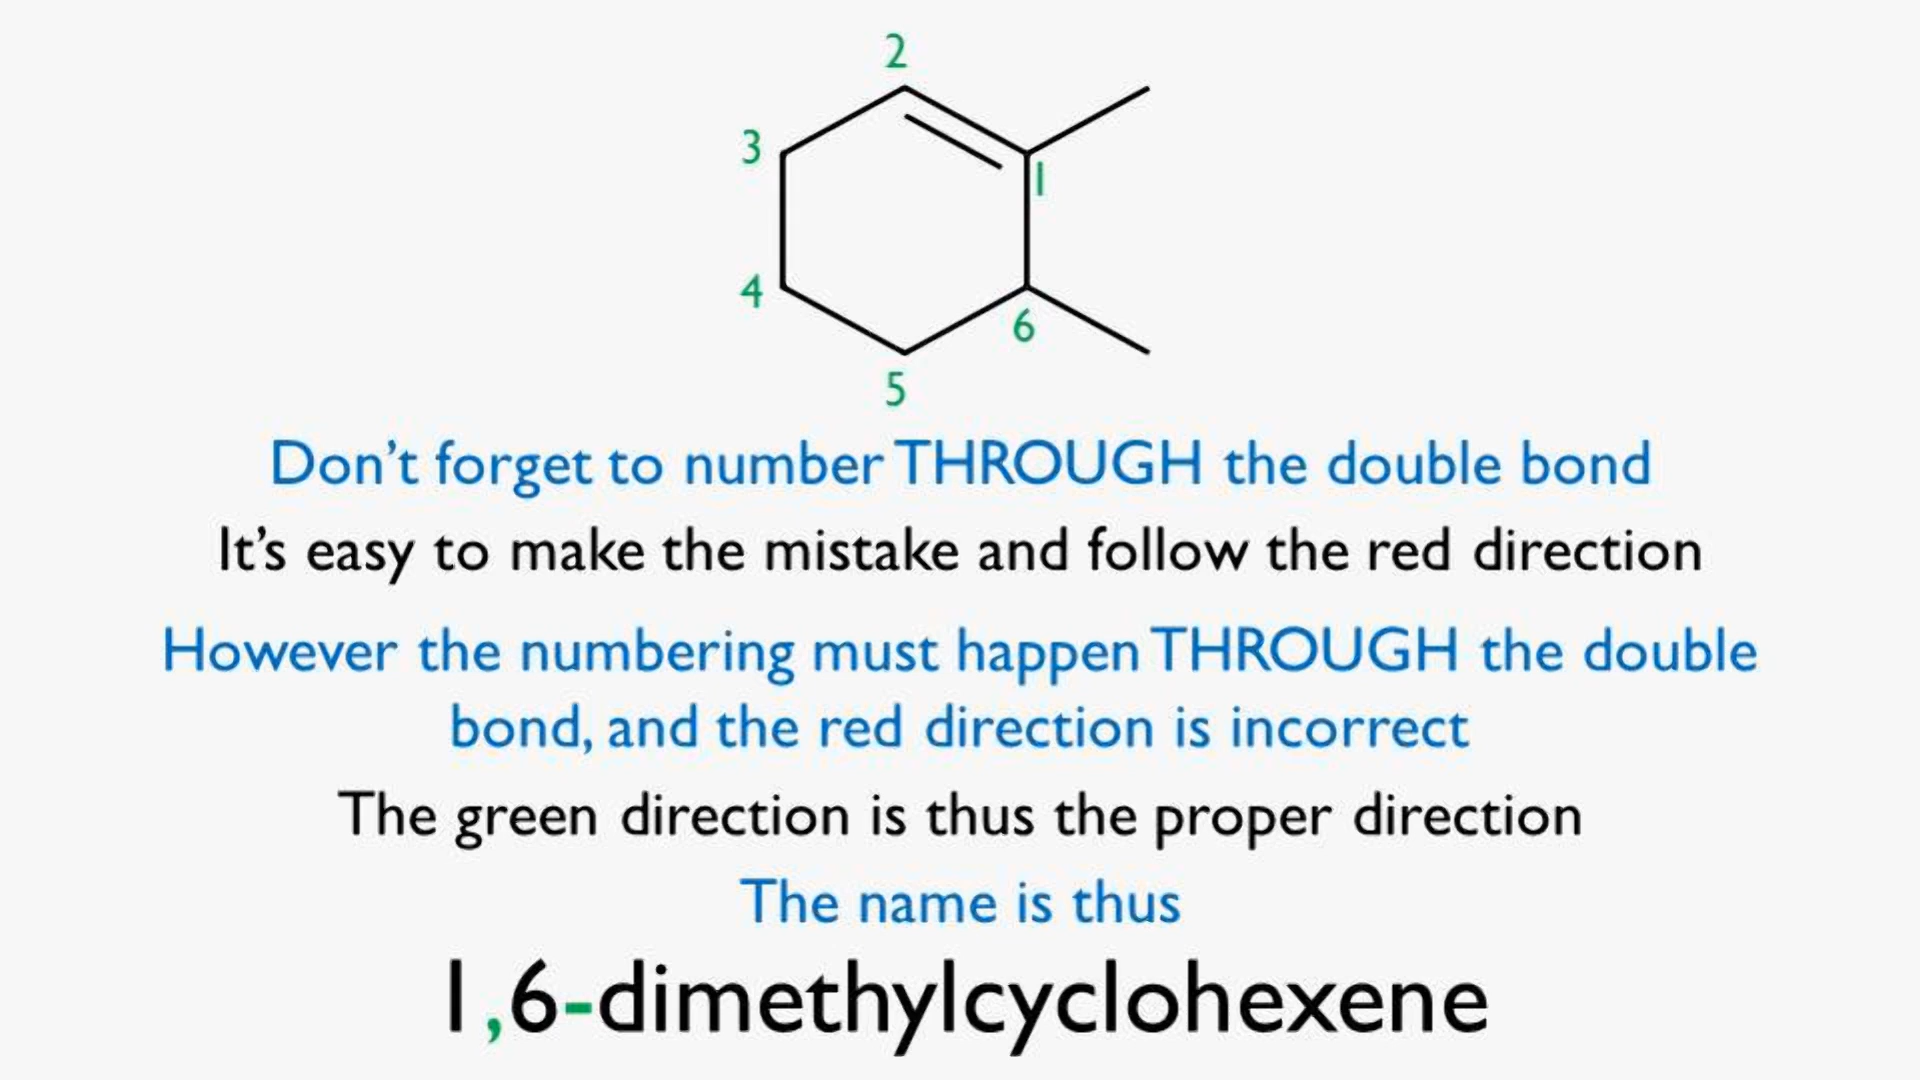 2
3
1
4
6
5
Don't forget to number THROUGH the double bond
It's easy to make the mistake and follow the red direction
However the numbering must happen THROUGH the double
bond, and the red direction is incorrect
The green direction is thus the proper direction
The name is thus
1,6-dimethylcyclohexene